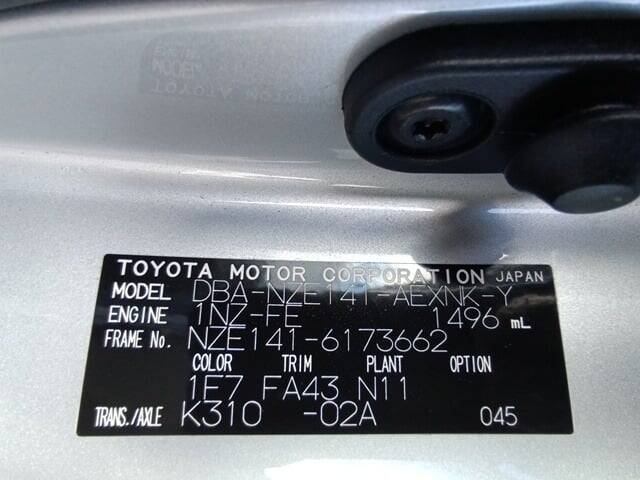 TOYOTA MOTOR CORPORATION JAPAN
MODEL DBA-NZE141-AEXNK-Y
ENGINE 1NZ-FE 1496 mL
FRAME No. NZE141-6173662
COLOR TRIM PLANT OPTION
1F7 FA43 N11
TRANS./AXLE K310 -02A 045